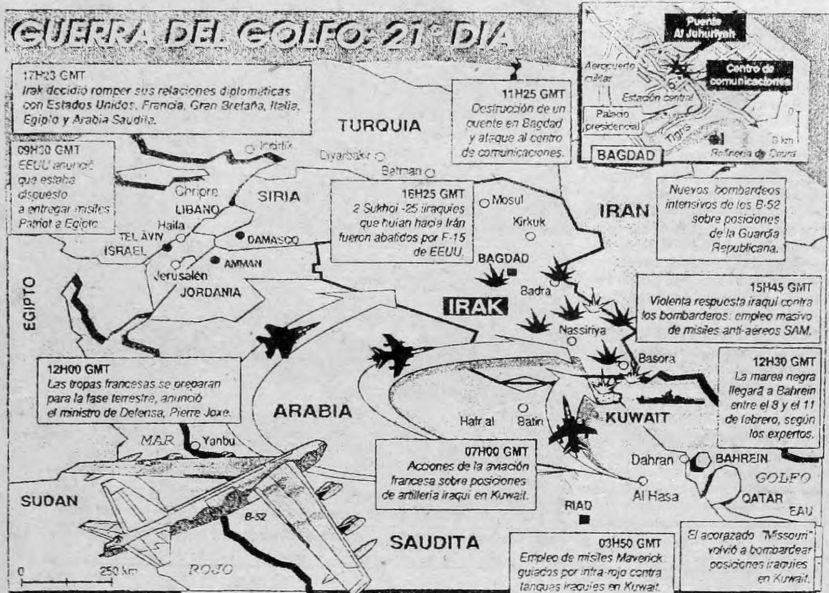 GUERRA DEL GOLFO: 21º DIA
17H23 GMT
Irak decidió romper sus relaciones diplomáticas
con Estados Unidos, Francia, Gran Bretaña, Italia,
Egipto y Arabia Saudita.
09H30 GMT
EEUU anunció
que estaba
dispuesto
a entregar misiles
Patriot a Egipto.
11H25 GMT
Destrucción de un
puente en Bagdad
y ataque al centro
de comunicaciones.
Puente
Al Juhuriyah
Centro de
comunicaciones
Aeropuerto
militar
Estación central
Palacio
presidencial
Tigris
0
3 km
BAGDAD
Refinería de Daura
TURQUIA
Incirlik
Diyarbakir
Batman
Chipre
SIRIA
LIBANO
Haifa
TEL AVIV
DAMASCO
ISRAEL
AMMAN
Jerusalén
JORDANIA
EGIPTO
16H25 GMT
2 Sukhoi -25 iraquíes
que huían hacia Irán
fueron abatidos por F-15
de EEUU.
Mosul
Kirkuk
IRAN
Nuevos bombardeos
intensivos de los B-52
sobre posiciones
de la Guardia
Republicana.
BAGDAD
Badra
IRAK
Nassiriya
Basora
15H45 GMT
Violenta respuesta iraquí contra
los bombarderos: empleo masivo
de misiles anti-aéreos SAM.
12H00 GMT
Las tropas francesas se preparan
para la fase terrestre, anunció
el ministro de Defensa, Pierre Joxe.
12H30 GMT
La marea negra
llegará a Bahrein
entre el 8 y el 11
de febrero, según
los expertos.
ARABIA
Hafr al Batin
KUWAIT
MAR
Yanbú
07H00 GMT
Acciones de la aviación
francesa sobre posiciones
de artillería iraquí en Kuwait.
Dahran
BAHREIN
GOLFO
Al Hasa
QATAR
EAU
SUDAN
B-52
RIAD
SAUDITA
ROJO
0
250 km
03H50 GMT
Empleo de misiles Maverick
guiados por infra-rojo contra
tanques iraquíes en Kuwait.
El acorazado "Missouri"
volvió a bombardear
posiciones iraquíes
en Kuwait.